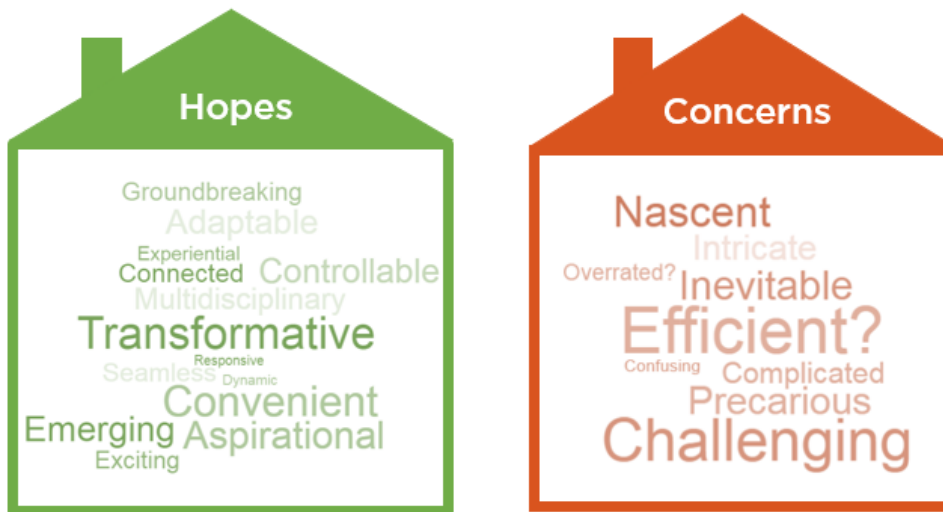 Hopes
Groundbreaking
Adaptable
Experiential
Connected
Controllable
Multidisciplinary
Transformative
Responsive
Seamless
Dynamic
Convenient
Emerging
Aspirational
Exciting
Concerns
Nascent
Intricate
Overrated?
Inevitable
Efficient?
Confusing
Complicated
Precarious
Challenging